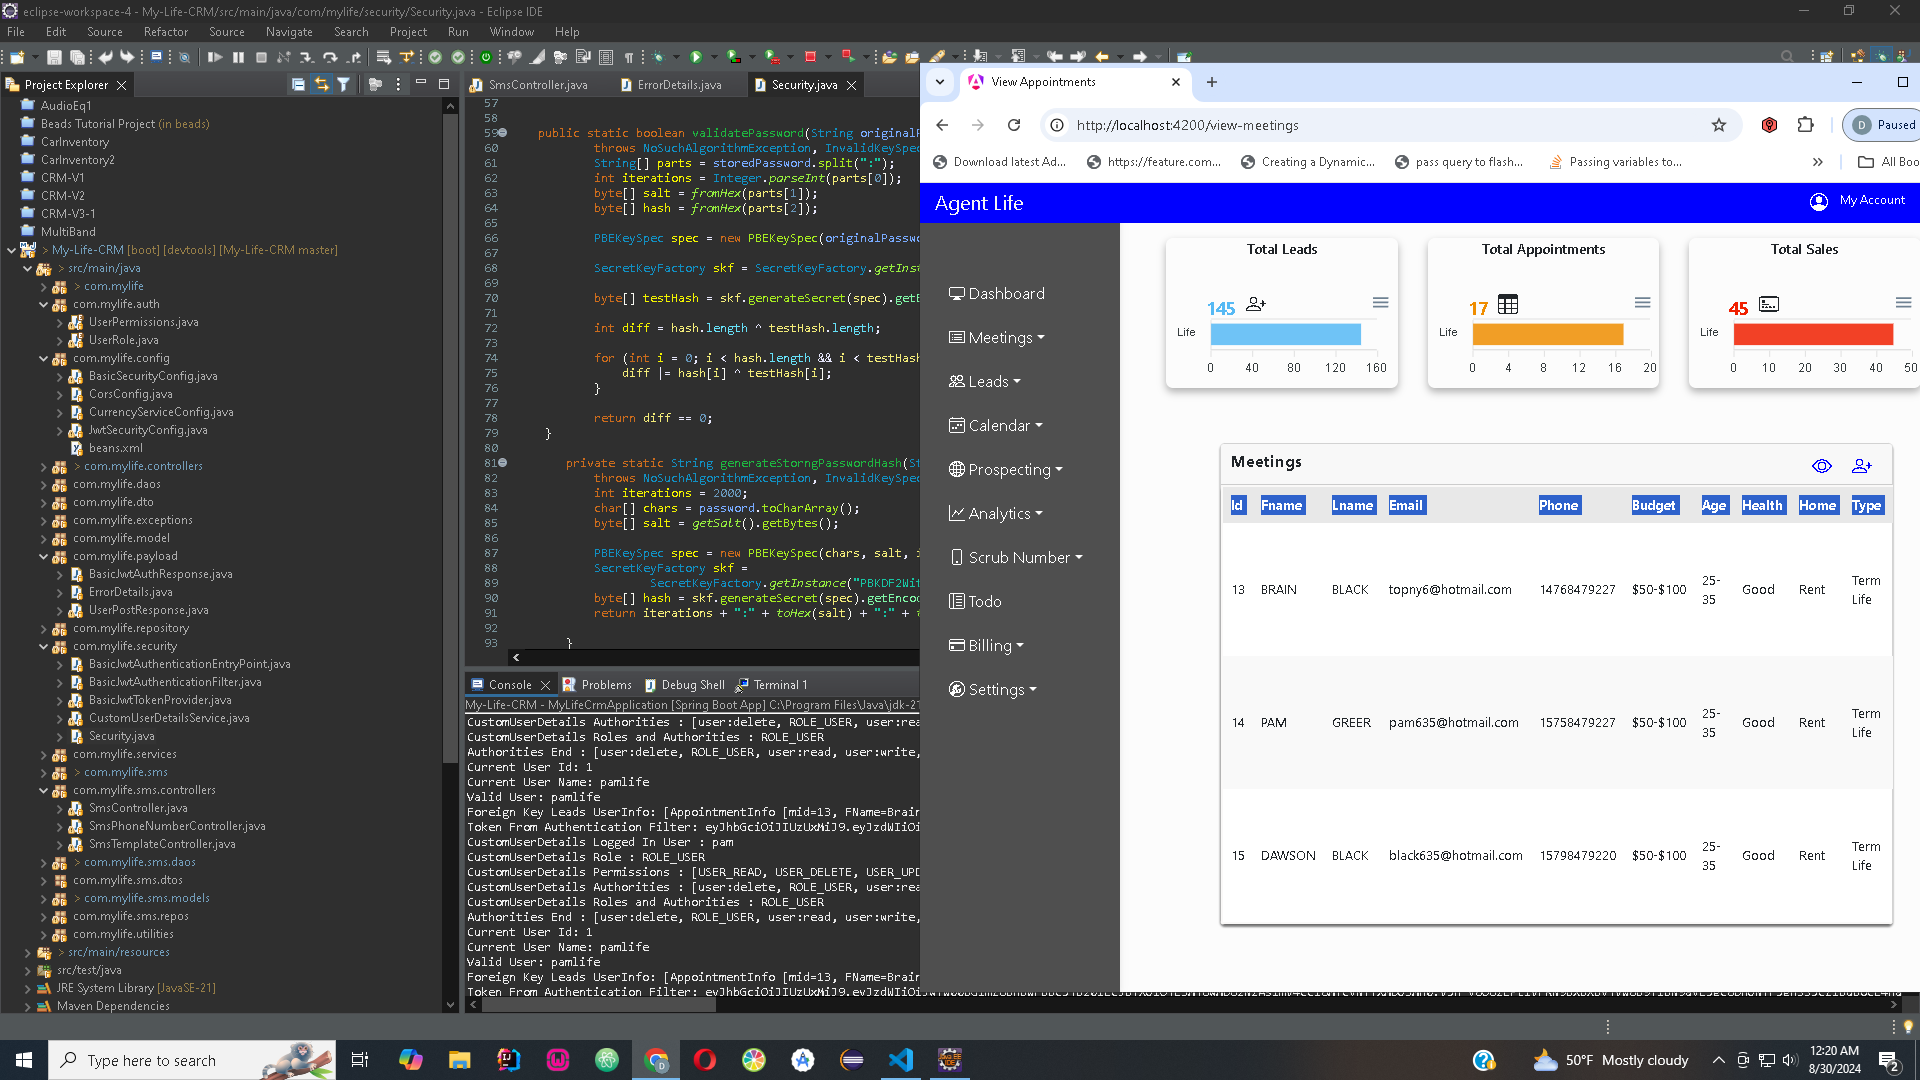 eclipse-workspace-4 - My-Life-CRM/src/main/java/com/mylife/security/Security.java - Eclipse IDE
File Edit Source Refactor Source Navigate Search Project Run Window Help
Project Explorer
AudioEq1
Beads Tutorial Project (in beads)
CarInventory
CarInventory2
CRM-V1
CRM-V2
CRM-V3-1
MultiBand
> My-Life-CRM [boot] [devtools] [My-Life-CRM master]
> src/main/java
> com.mylife
com.mylife.auth
UserPermissions.java
UserRole.java
com.mylife.config
BasicSecurityConfig.java
CorsConfig.java
CurrencyServiceConfig.java
JwtSecurityConfig.java
beans.xml
> com.mylife.controllers
com.mylife.daos
com.mylife.dto
com.mylife.exceptions
com.mylife.model
com.mylife.payload
BasicJwtAuthResponse.java
ErrorDetails.java
UserPostResponse.java
com.mylife.repository
com.mylife.security
BasicJwtAuthenticationEntryPoint.java
BasicJwtAuthenticationFilter.java
BasicJwtTokenProvider.java
CustomUserDetailsService.java
Security.java
com.mylife.services
> com.mylife.sms
com.mylife.sms.controllers
SmsController.java
SmsPhoneNumberController.java
SmsTemplateController.java
> com.mylife.sms.daos
com.mylife.sms.dtos
> com.mylife.sms.models
com.mylife.sms.repos
com.mylife.utilities
> src/main/resources
src/test/java
JRE System Library [JavaSE-21]
Maven Dependencies
SmsController.java ErrorDetails.java Security.java
57
58
59 public static boolean validatePassword(String originalP
60 throws NoSuchAlgorithmException, InvalidKeySpec
61 String[] parts = storedPassword.split(":");
62 int iterations = Integer.parseInt(parts[0]);
63 byte[] salt = fromHex(parts[1]);
64 byte[] hash = fromHex(parts[2]);
65
66 PBEKeySpec spec = new PBEKeySpec(originalPasswo
67
68 SecretKeyFactory skf = SecretKeyFactory.getInst
69
70 byte[] testHash = skf.generateSecret(spec).getE
71
72 int diff = hash.length ^ testHash.length;
73
74 for (int i = 0; i < hash.length && i < testHash
75 diff |= hash[i] ^ testHash[i];
76 }
77
78 return diff == 0;
79 }
80
81 private static String generateStorngPasswordHash(St
82 throws NoSuchAlgorithmException, InvalidKeySpec
83 int iterations = 2000;
84 char[] chars = password.toCharArray();
85 byte[] salt = getSalt().getBytes();
86
87 PBEKeySpec spec = new PBEKeySpec(chars, salt, i
88 SecretKeyFactory skf =
89 SecretKeyFactory.getInstance("PBKDF2Wit
90 byte[] hash = skf.generateSecret(spec).getEnco
91 return iterations + ":" + toHex(salt) + ":" +
92
93 }
Console Problems Debug Shell Terminal 1
My-Life-CRM - MyLifeCrmApplication [Spring Boot App] C:\Program Files\Java\jdk-21
CustomUserDetails Authorities : [user:delete, ROLE_USER, user:rea
CustomUserDetails Roles and Authorities : ROLE_USER
Authorities End : [user:delete, ROLE_USER, user:read, user:write,
Current User Id: 1
Current User Name: pamlife
Valid User: pamlife
Foreign Key Leads UserInfo: [AppointmentInfo [mid=13, FName=Brain
Token From Authentication Filter: eyJhbGciOiJIUzUxMiJ9.eyJzdWIiOi
CustomUserDetails Logged In User : pam
CustomUserDetails Role : ROLE_USER
CustomUserDetails Permissions : [USER_READ, USER_DELETE, USER_UPD
CustomUserDetails Authorities : [user:delete, ROLE_USER, user:rea
CustomUserDetails Roles and Authorities : ROLE_USER
Authorities End : [user:delete, ROLE_USER, user:read, user:write,
Current User Id: 1
Current User Name: pamlife
Valid User: pamlife
Foreign Key Leads UserInfo: [AppointmentInfo [mid=13, FName=Brain
Token From Authentication Filter: eyJhbGciOiJIUzUxMiJ9.eyJzdWIiOi
View Appointments
http://localhost:4200/view-meetings
D Paused
Download latest Ad... https://feature.com... Creating a Dynamic... pass query to flash... Passing variables to... » All Boo
Agent Life My Account
Dashboard
Meetings
Leads
Calendar
Prospecting
Analytics
Scrub Number
Todo
Billing
Settings
Total Leads
145
Life
0 40 80 120 160
Total Appointments
17
Life
0 4 8 12 16 20
Total Sales
45
Life
0 10 20 30 40 50
Meetings
Id Fname Lname Email Phone Budget Age Health Home Type
13 BRAIN BLACK topny6@hotmail.com 14768479227 $50-$100 25-35 Good Rent Term Life
14 PAM GREER pam635@hotmail.com 15758479227 $50-$100 25-35 Good Rent Term Life
15 DAWSON BLACK black635@hotmail.com 15798479220 $50-$100 25-35 Good Rent Term Life
Type here to search
50°F Mostly cloudy
12:20 AM
8/30/2024
2